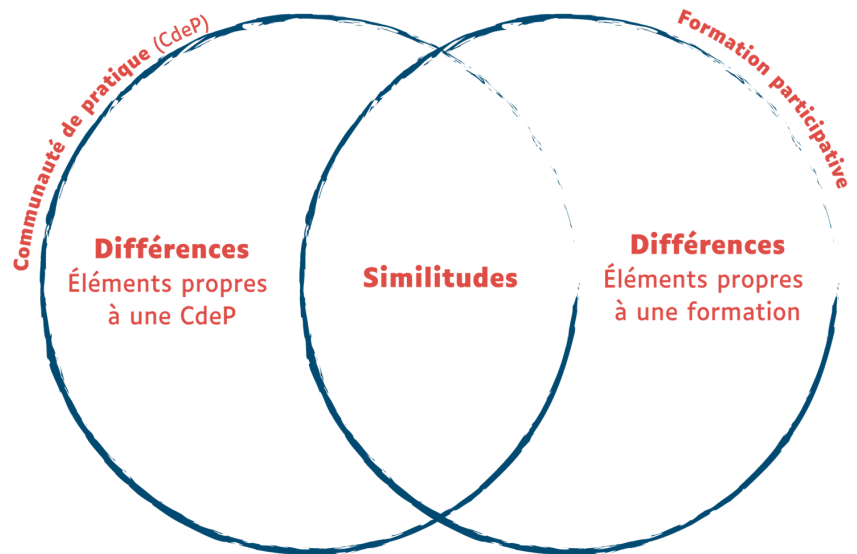 Communauté de pratique (CdeP)
Formation participative
Différences
Éléments propres
à une CdeP
Similitudes
Différences
Éléments propres
à une formation